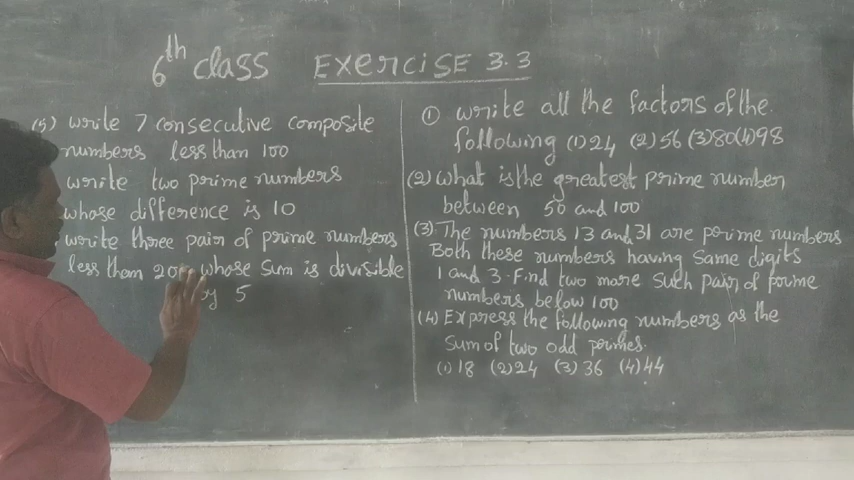 6th class Exercise 3.3
(5) write 7 consecutive composite
numbers less than 100
write two prime numbers
whose difference is 10
write three pair of prime numbers
less than 20 whose sum is divisible
by 5
① write all the factors of the
following (1) 24 (2) 56 (3) 80 (4) 98
(2) what is the greatest prime number
between 50 and 100
(3) The numbers 13 and 31 are prime numbers
Both these numbers having same digits
1 and 3. Find two more such pair of prime
numbers below 100
(4) Express the following numbers as the
sum of two odd primes.
(1) 18 (2) 24 (3) 36 (4) 44